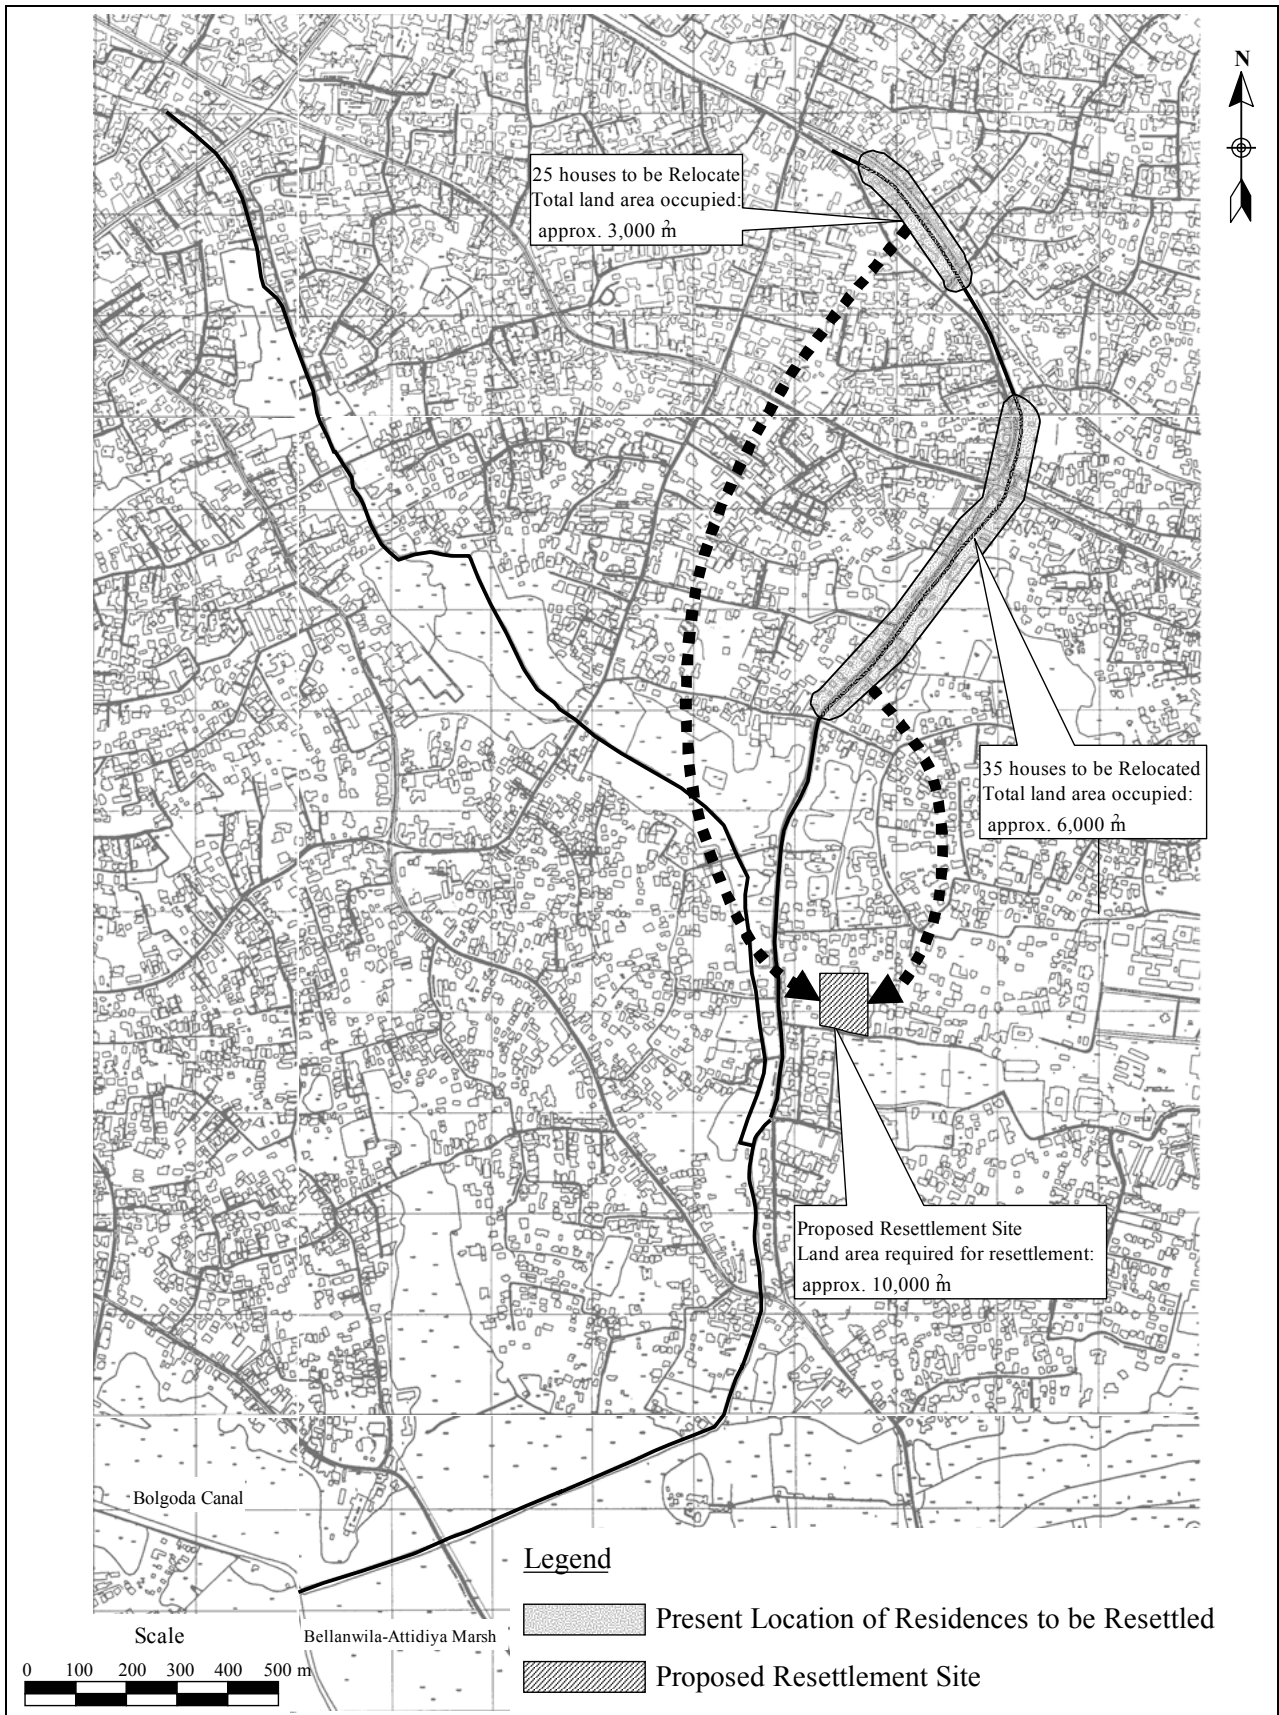 N
25 houses to be Relocate
Total land area occupied:
approx. 3,000 m²
35 houses to be Relocated
Total land area occupied:
approx. 6,000 m²
Proposed Resettlement Site
Land area required for resettlement:
approx. 10,000 m²
Bolgoda Canal
Bellanwila-Attidiya Marsh
Legend
Present Location of Residences to be Resettled
Proposed Resettlement Site
Scale
0 100 200 300 400 500 m